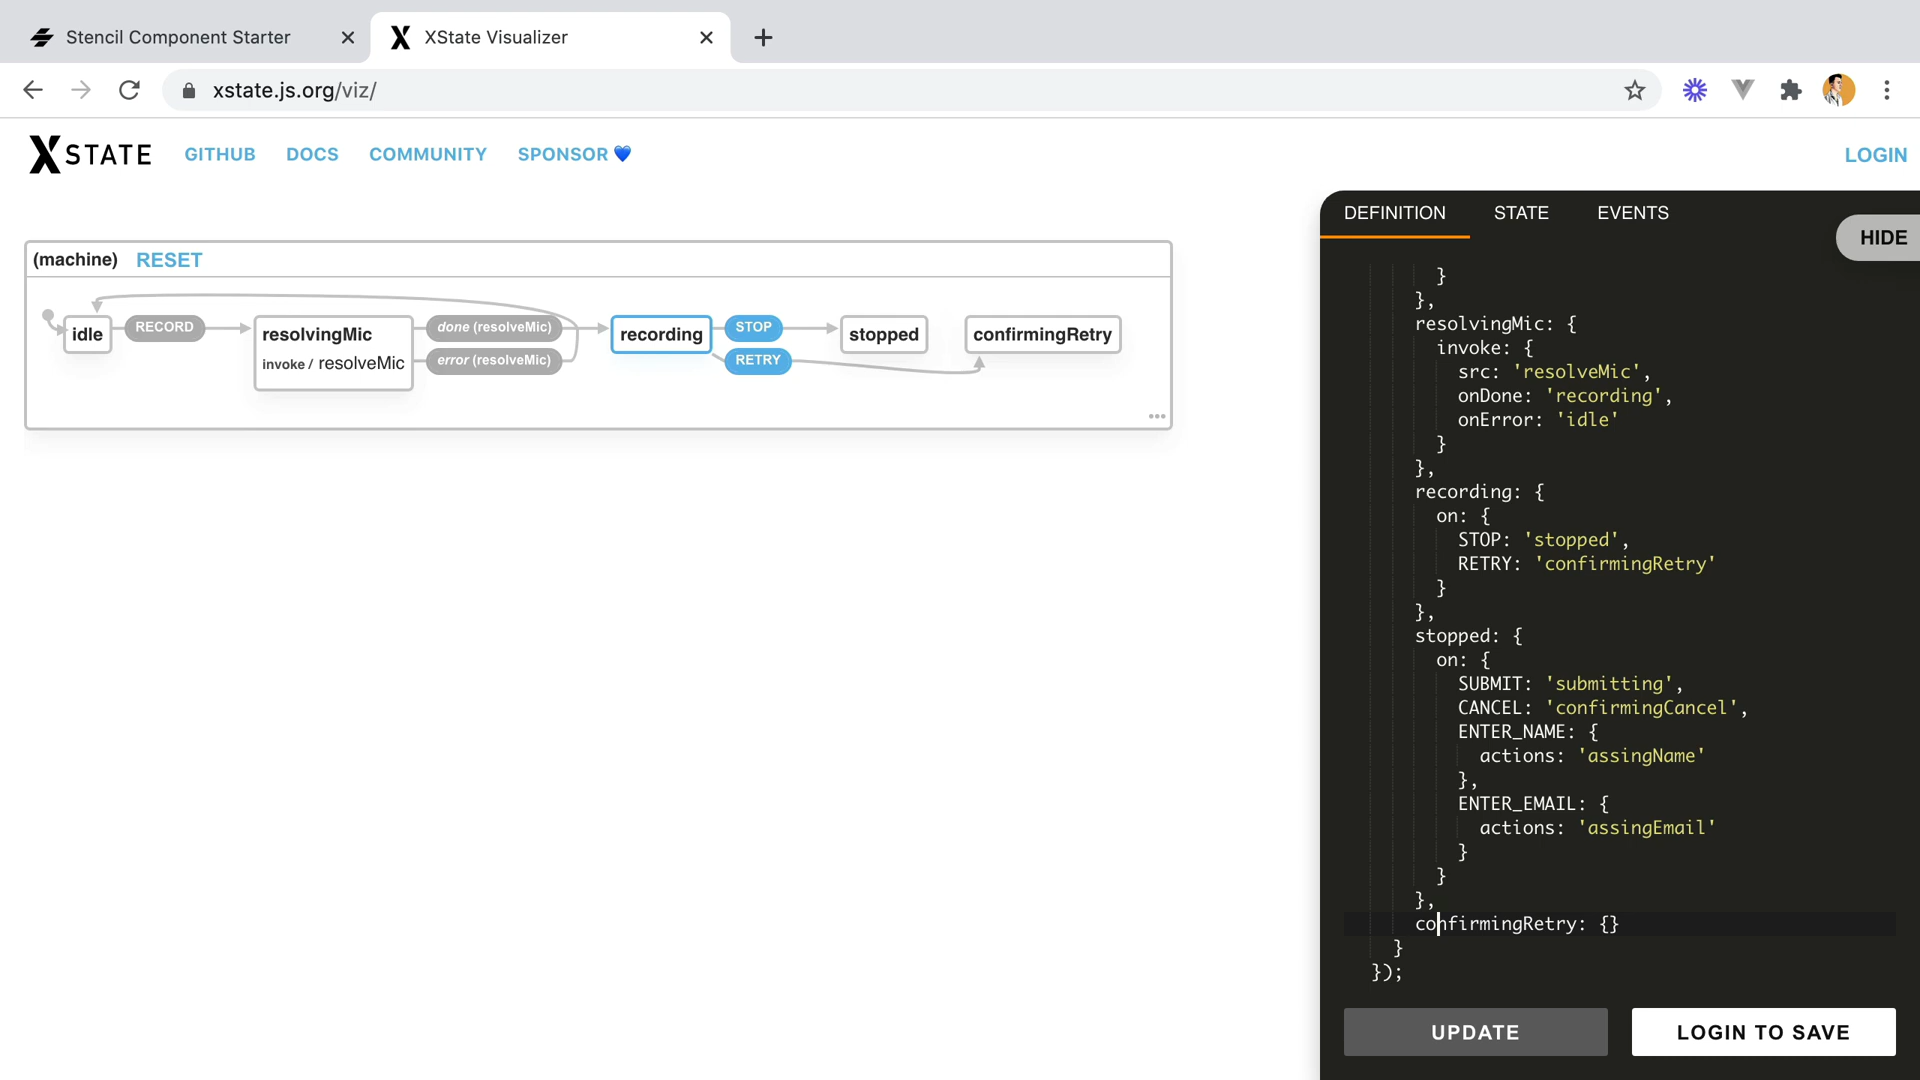 Stencil Component Starter
XState Visualizer
xstate.js.org/viz/
XSTATE
GITHUB
DOCS
COMMUNITY
SPONSOR 💙
LOGIN
DEFINITION
STATE
EVENTS
HIDE
(machine)
RESET
idle
RECORD
resolvingMic
invoke / resolveMic
done (resolveMic)
error (resolveMic)
recording
STOP
RETRY
stopped
confirmingRetry
}
},
resolvingMic: {
invoke: {
src: 'resolveMic',
onDone: 'recording',
onError: 'idle'
}
},
recording: {
on: {
STOP: 'stopped',
RETRY: 'confirmingRetry'
}
},
stopped: {
on: {
SUBMIT: 'submitting',
CANCEL: 'confirmingCancel',
ENTER_NAME: {
actions: 'assingName'
},
ENTER_EMAIL: {
actions: 'assingEmail'
}
}
},
confirmingRetry: {}
}
});
UPDATE
LOGIN TO SAVE